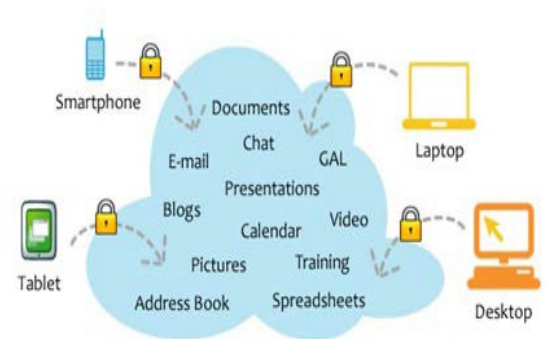 Smartphone
Documents
Chat
E-mail
GAL
Laptop
Presentations
Blogs
Video
Calendar
Tablet
Pictures
Training
Address Book
Spreadsheets
Desktop